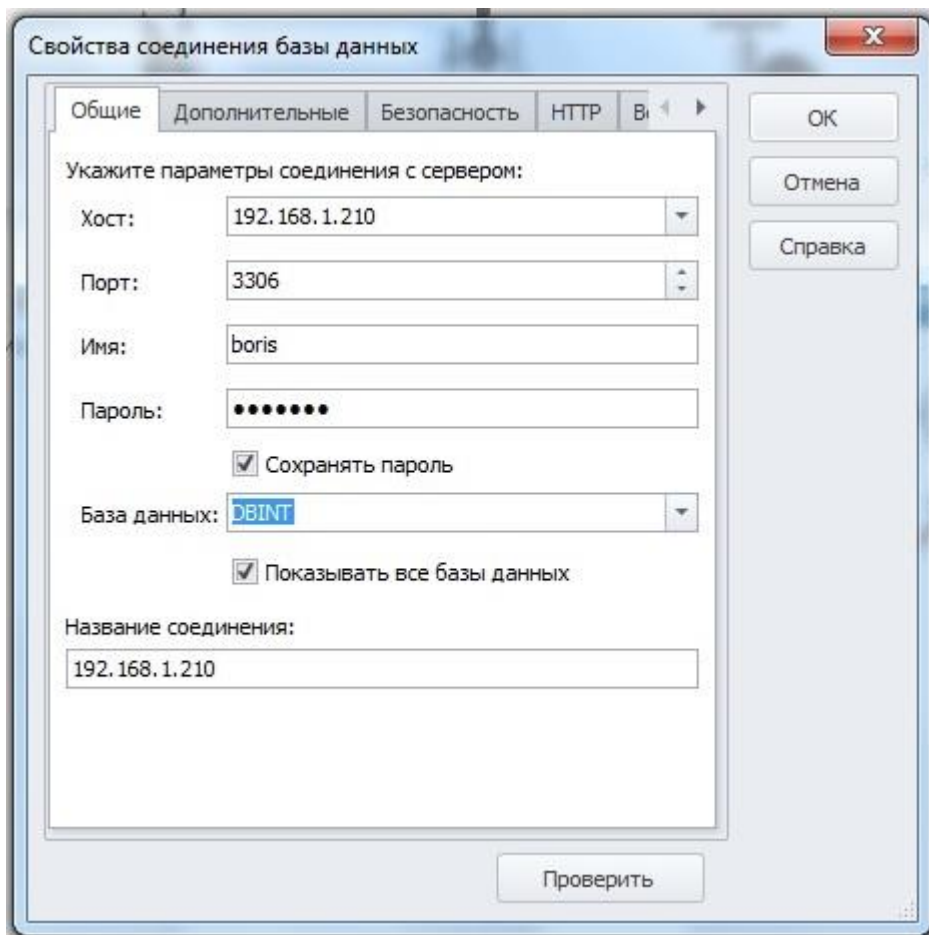 Свойства соединения базы данных
Общие Дополнительные Безопасность HTTP
OK
Укажите параметры соединения с сервером:
Отмена
Хост: 192.168.1.210
Справка
Порт: 3306
Имя: boris
Пароль: •••••••
Сохранять пароль
База данных: DBINT
Показывать все базы данных
Название соединения:
192.168.1.210
Проверить